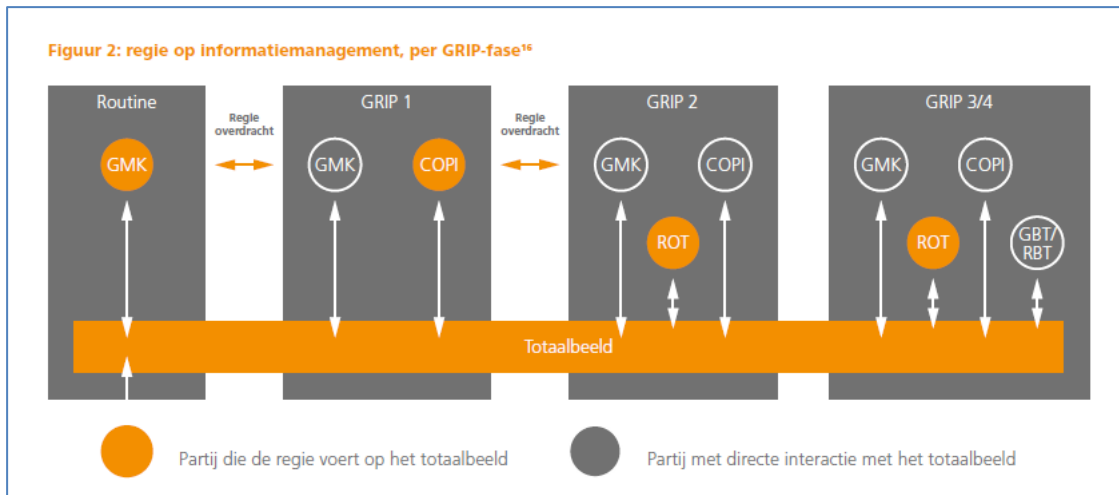 Figuur 2: regie op informatiemanagement, per GRIP-fase¹⁶
Routine
GRIP 1
GRIP 2
GRIP 3/4
Regie
overdracht
Regie
overdracht
GMK
GMK
COPI
GMK
COPI
GMK
COPI
ROT
ROT
GBT/
RBT
Totaalbeeld
Partij die de regie voert op het totaalbeeld
Partij met directe interactie met het totaalbeeld